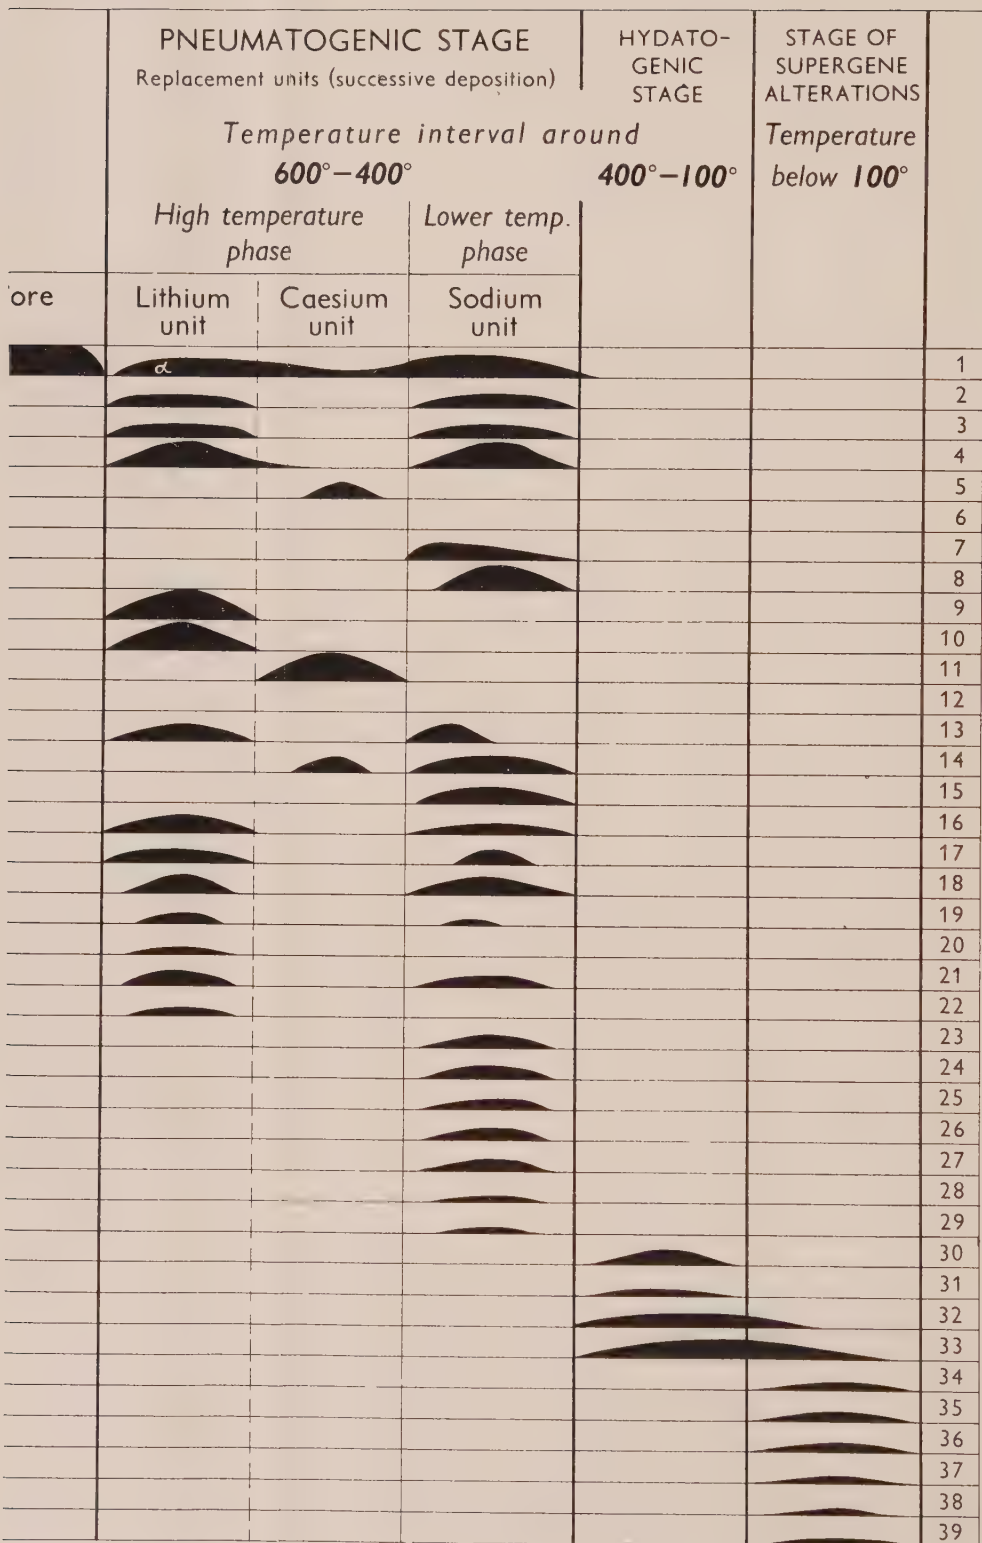 PNEUMATOGENIC STAGE
Replacement units (successive deposition)
HYDATO-
GENIC
STAGE
STAGE OF
SUPERGENE
ALTERATIONS
Temperature interval around
600°–400°
400°–100°
Temperature
below 100°
High temperature
phase
Lower temp.
phase
ore
Lithium
unit
Caesium
unit
Sodium
unit
α
1
2
3
4
5
6
7
8
9
10
11
12
13
14
15
16
17
18
19
20
21
22
23
24
25
26
27
28
29
30
31
32
33
34
35
36
37
38
39